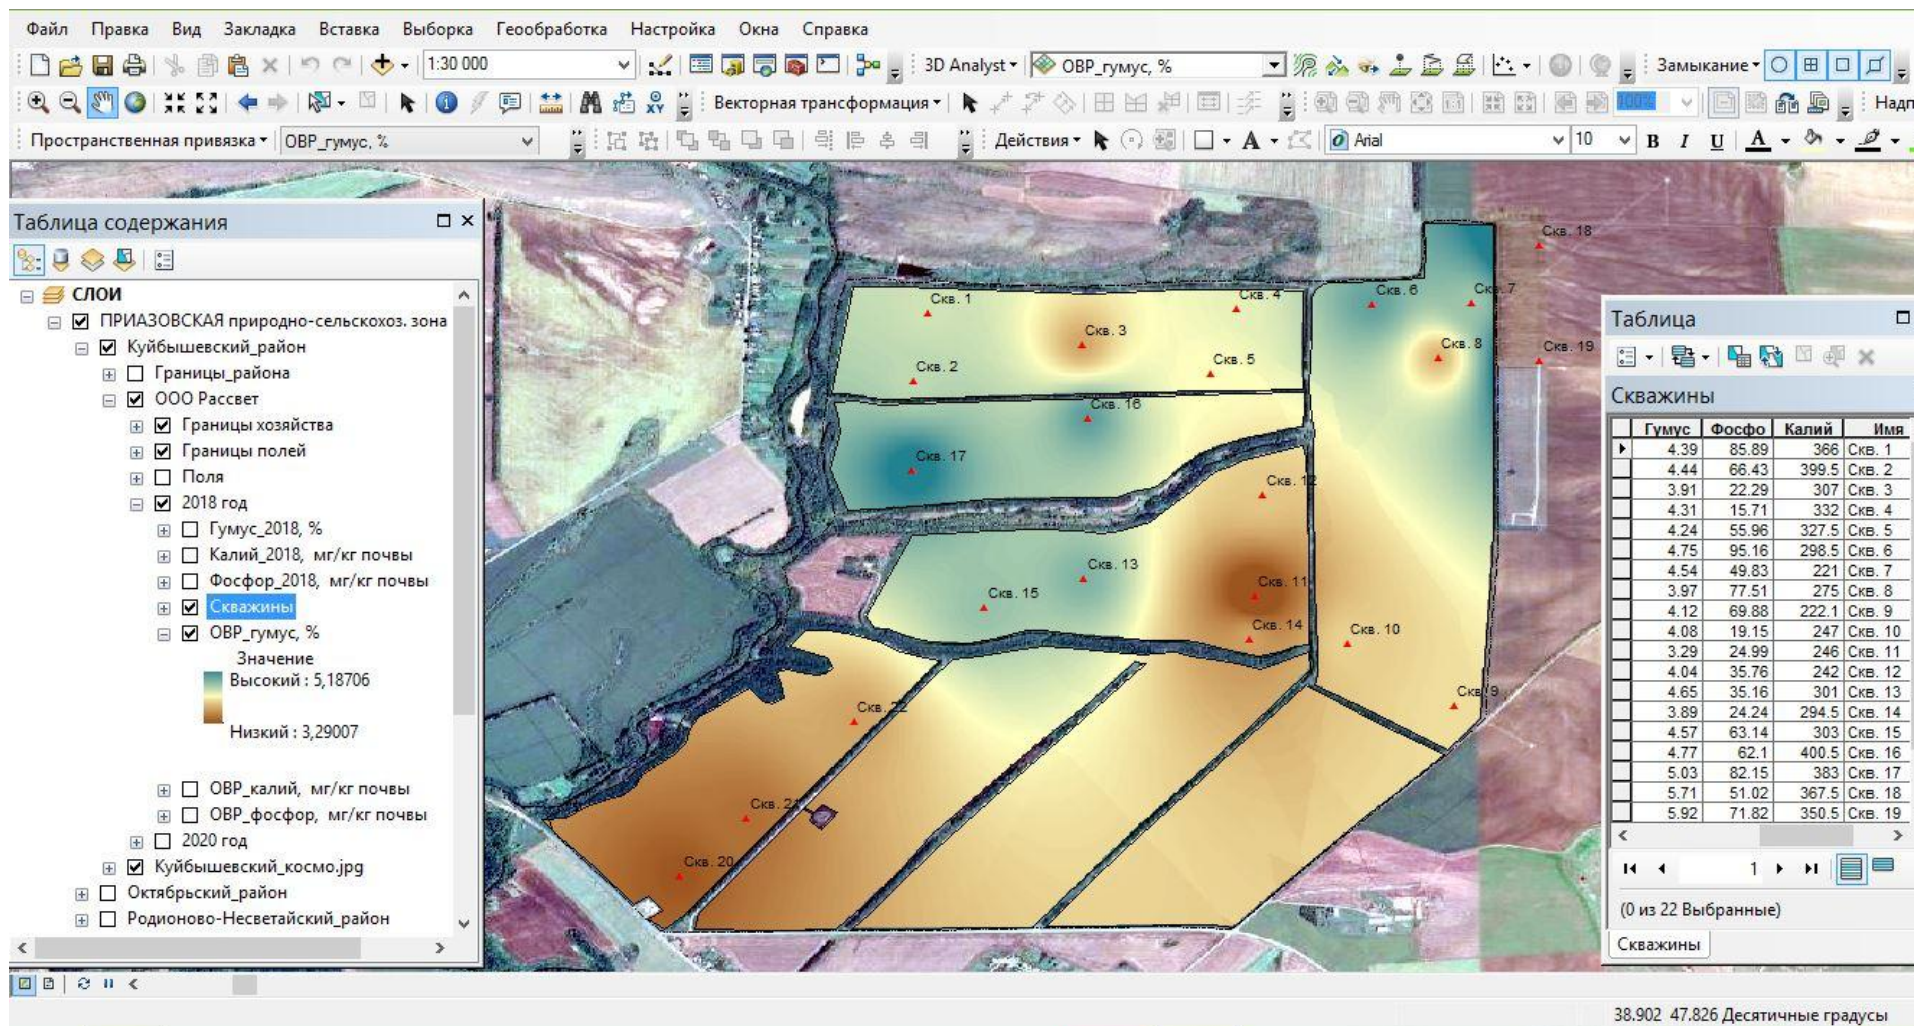 Файл Правка Вид Закладка Вставка Выборка Геообработка Настройка Окна Справка
1:30 000
3D Analyst
ОВР_гумус, %
Замыкание
Векторная трансформация
100%
Надп
Пространственная привязка
ОВР_гумус, %
Действия
Arial
10
B I U A
Таблица содержания
СЛОИ
ПРИАЗОВСКАЯ природно-сельскохоз. зона
Куйбышевский_район
Границы_района
ООО Рассвет
Границы хозяйства
Границы полей
Поля
2018 год
Гумус_2018, %
Калий_2018, мг/кг почвы
Фосфор_2018, мг/кг почвы
Скважины
ОВР_гумус, %
Значение
Высокий : 5,18706
Низкий : 3,29007
ОВР_калий, мг/кг почвы
ОВР_фосфор, мг/кг почвы
2020 год
Куйбышевский_космо.jpg
Октябрьский_район
Родионово-Несветайский_район
Скв. 18
Скв. 1
Скв. 4
Скв. 6
Скв. 7
Скв. 3
Скв. 8
Скв. 19
Скв. 2
Скв. 5
Скв. 16
Скв. 17
Скв. 12
Скв. 13
Скв. 11
Скв. 15
Скв. 14
Скв. 10
Скв. 9
Скв. 22
Скв. 21
Скв. 20
Таблица
Скважины
Гумус Фосфо Калий Имя
4.39 85.89 366 Скв. 1
4.44 66.43 399.5 Скв. 2
3.91 22.29 307 Скв. 3
4.31 15.71 332 Скв. 4
4.24 55.96 327.5 Скв. 5
4.75 95.16 298.5 Скв. 6
4.54 49.83 221 Скв. 7
3.97 77.51 275 Скв. 8
4.12 69.88 222.1 Скв. 9
4.08 19.15 247 Скв. 10
3.29 24.99 246 Скв. 11
4.04 35.76 242 Скв. 12
4.65 35.16 301 Скв. 13
3.89 24.24 294.5 Скв. 14
4.57 63.14 303 Скв. 15
4.77 62.1 400.5 Скв. 16
5.03 82.15 383 Скв. 17
5.71 51.02 367.5 Скв. 18
5.92 71.82 350.5 Скв. 19
1
(0 из 22 Выбранные)
Скважины
38.902 47.826 Десятичные градусы